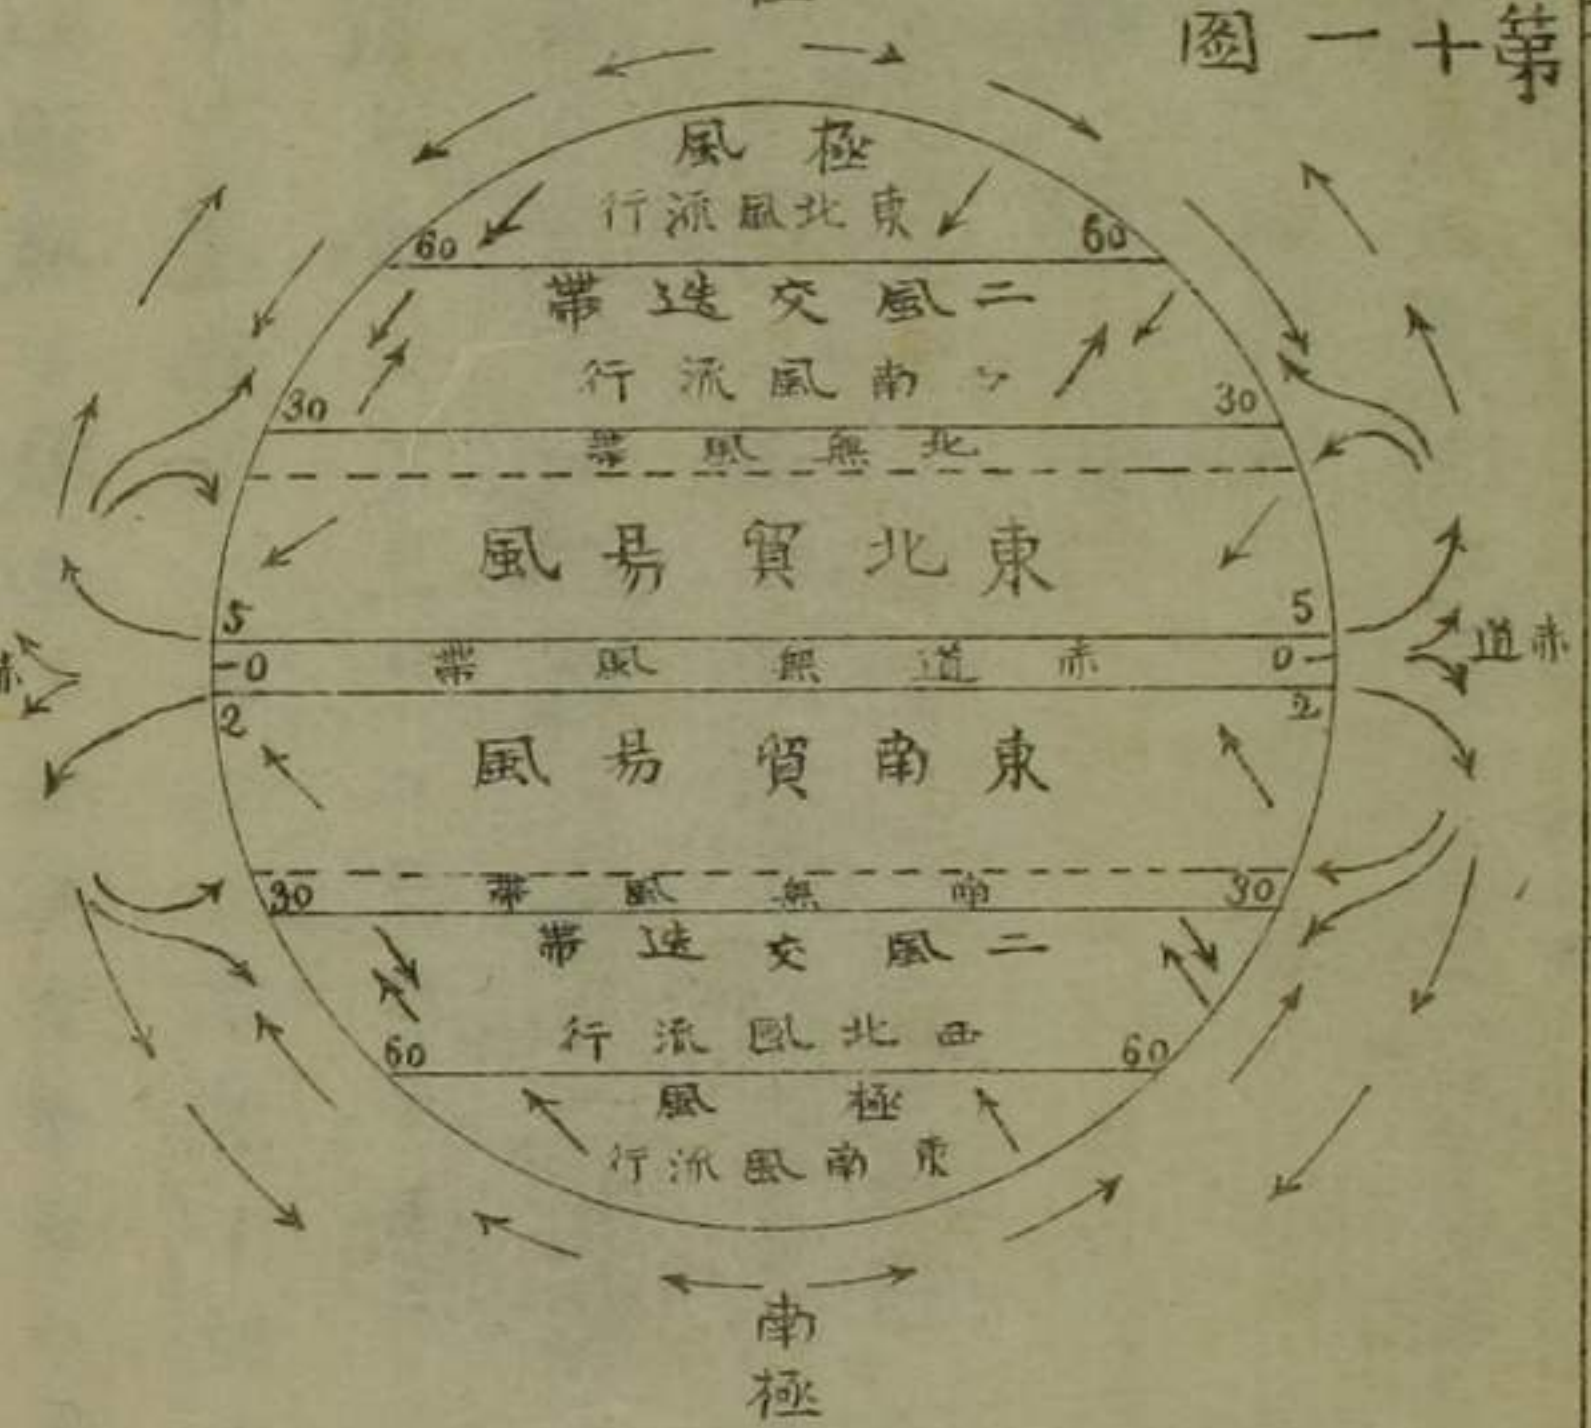 第十一圖
極風
東北風流行
60 60
二風交迭帶
南風流行
30 30
北無風帶
東北貿易風
5 5
赤道無風帶
0 0
赤道
2 2
東南貿易風
30 30
南無風帶
二風交迭帶
西北風流行
60 60
極風
東南風流行
南極